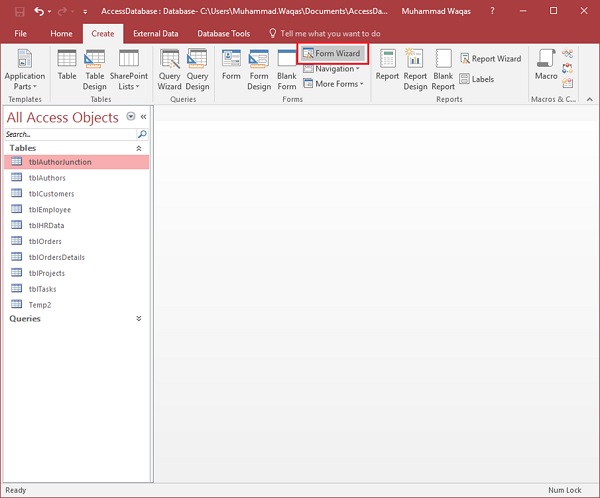 AccessDatabase : Database- C:\Users\Muhammad.Waqas\Documents\AccessDa... Muhammad Waqas
File Home Create External Data Database Tools Tell me what you want to do
Application Parts Table Table Design SharePoint Lists Query Wizard Query Design Form Form Design Blank Form Form Wizard Navigation More Forms Report Report Design Blank Report Report Wizard Labels Macro
Templates Tables Queries Forms Reports Macros & C...
All Access Objects
Search..
Tables
tblAuthorJunction
tblAuthors
tblCustomers
tblEmployee
tblHRData
tblOrders
tblOrdersDetails
tblProjects
tblTasks
Temp2
Queries
Ready Num Lock